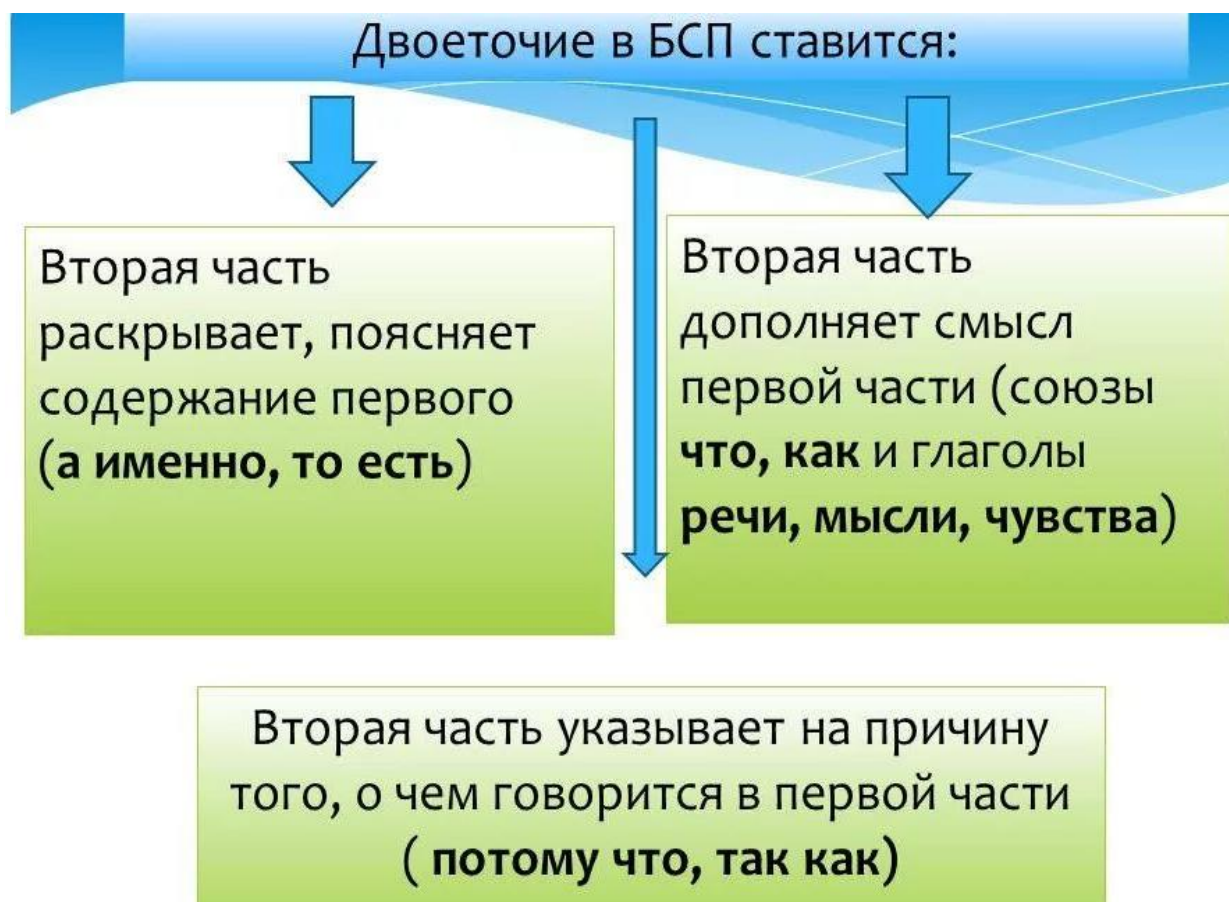 Двоеточие в БСП ставится:
Вторая часть
раскрывает, поясняет
содержание первого
(а именно, то есть)
Вторая часть
дополняет смысл
первой части (союзы
что, как и глаголы
речи, мысли, чувства)
Вторая часть указывает на причину
того, о чем говорится в первой части
( потому что, так как)